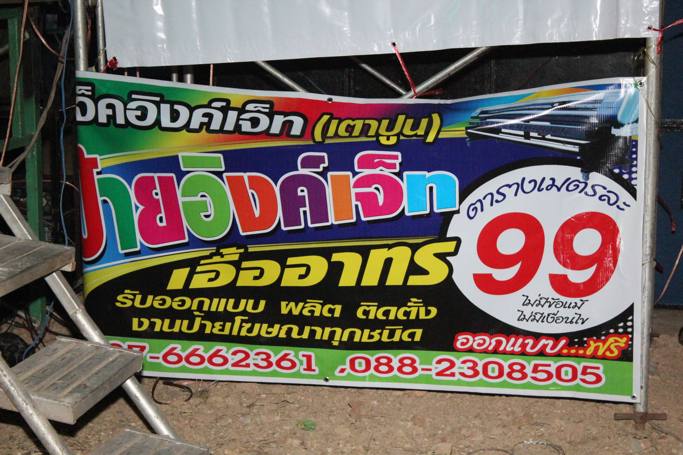 จ็คอิงค์เจ็ท (เตาปูน)
ป้ายอิงค์เจ็ท
เอื้ออาทร
รับออกแบบ ผลิต ติดตั้ง
งานป้ายโฆษณาทุกชนิด
ตารางเมตรละ
99
ไม่มีข้อแม้
ไม่มีเงื่อนไข
ออกแบบ...ฟรี
7-6662361 ,088-2308505